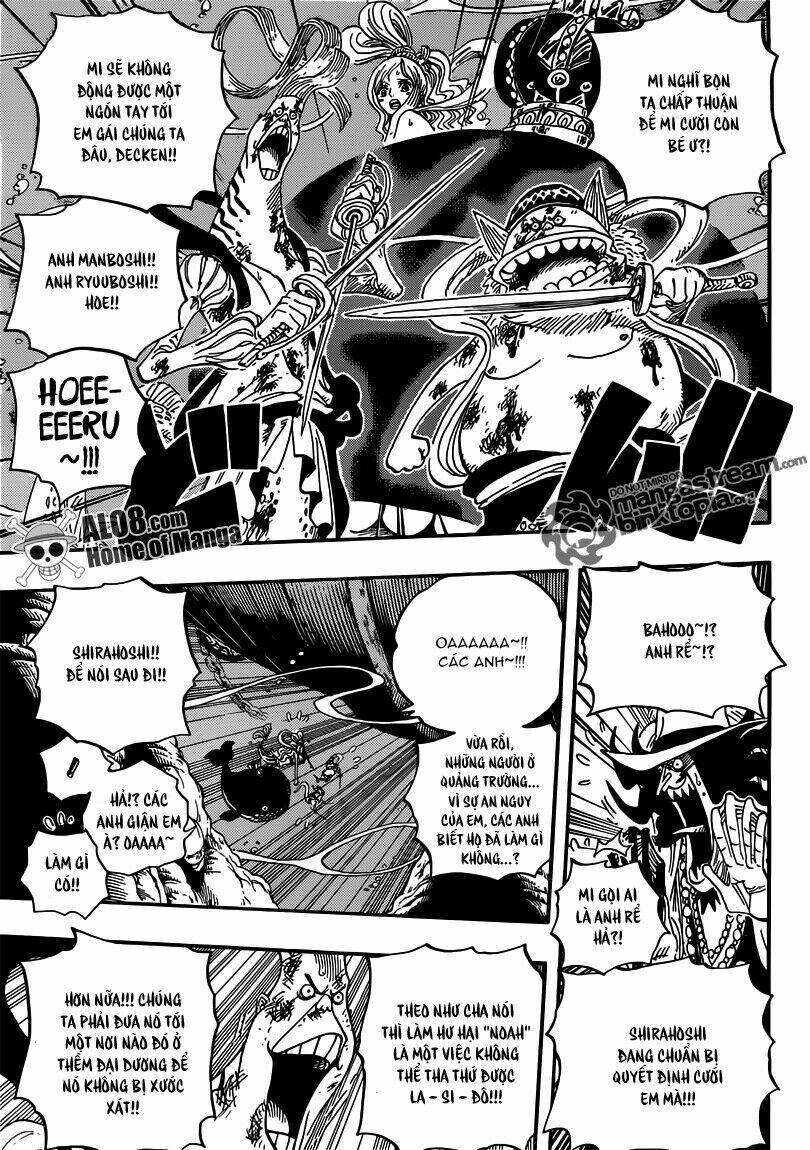 MI NGHĨ BỌN
TA CHẤP THUẬN
ĐỂ MI CƯỚI CON
BÉ Ư?!
MI SẼ KHÔNG
ĐỘNG ĐƯỢC MỘT
NGÓN TAY TỚI
EM GÁI CHÚNG TA
ĐÂU, DECKEN!!
ANH MANBOSHI!!
ANH RYUUBOSHI!!
HOE!!
HOEE-
EEERU
~!!!
DO NOT MIRROR
mangastream.com
binktopia.org
ALO8.com
Home of Manga
BAHOOO~!?
ANH RỂ~!?
MI GỌI AI
LÀ ANH RỂ
HẢ?!
SHIRAHOSHI
ĐANG CHUẨN BỊ
QUYẾT ĐỊNH CƯỚI
EM MÀ!!!
OAAAAAA~!!
CÁC ANH~!!!
VỪA RỒI,
NHỮNG NGƯỜI Ở
QUẢNG TRƯỜNG...
VÌ SỰ AN NGUY
CỦA EM, CÁC ANH
BIẾT HỌ ĐÃ LÀM GÌ
KHÔNG...?
SHIRAHOSHI!!
ĐỂ NÓI SAU ĐI!!
!
HẢ!? CÁC
ANH GIẬN EM
À? OAAAA~
LÀM GÌ
CÓ!!
THEO NHƯ CHA NÓI
THÌ LÀM HƯ HẠI "NOAH"
LÀ MỘT VIỆC KHÔNG
THỂ THA THỨ ĐƯỢC
LA - SI - ĐÔ!!!
HƠN NỮA!!! CHÚNG
TA PHẢI ĐƯA NÓ TỚI
MỘT NƠI NÀO ĐÓ Ở
THỀM ĐẠI DƯƠNG ĐỂ
NÓ KHÔNG BỊ XƯỚC
XÁT!!